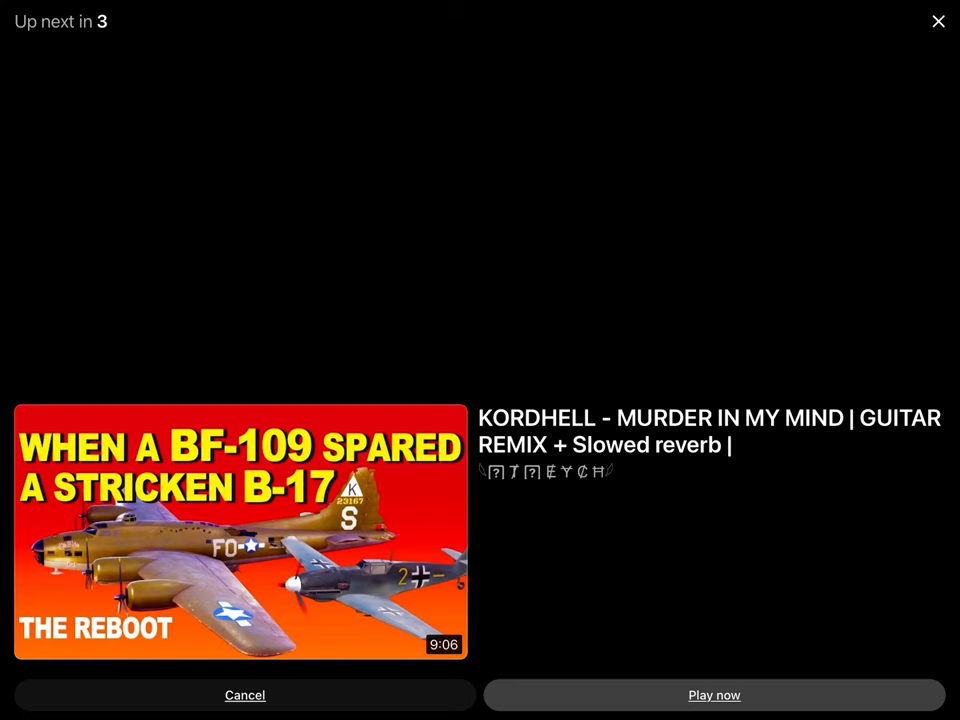 Up next in 3
WHEN A BF-109 SPARED
A STRICKEN B-17
K
23167
S
FO
2
THE REBOOT
9:06
KORDHELL - MURDER IN MY MIND | GUITAR
REMIX + Slowed reverb |
Cancel
Play now